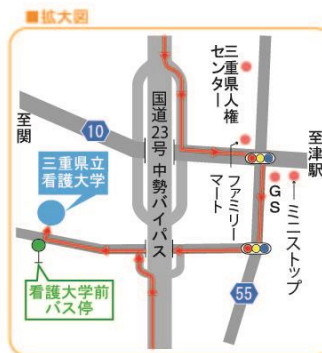 ■拡大図
三重県人権
センター
国道23号 中勢バイパス
至関
10
至津駅
三重県立
看護大学
ファミリー
マート
GS
ミニストップ
看護大学前
バス停
55